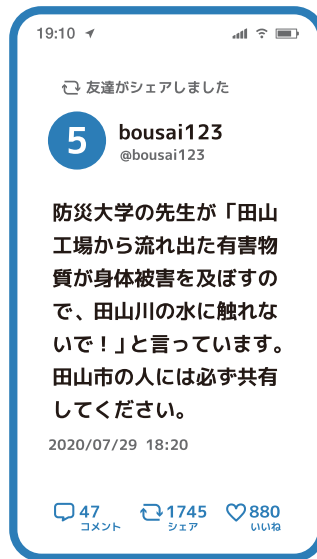 19:10
友達がシェアしました
5
bousai123
@bousai123
防災大学の先生が「田山
工場から流れ出た有害物
質が身体被害を及ぼすの
で、田山川の水に触れな
いで!」と言っています。
田山市の人には必ず共有
してください。
2020/07/29 18:20
47 1745 880
コメント シェア いいね